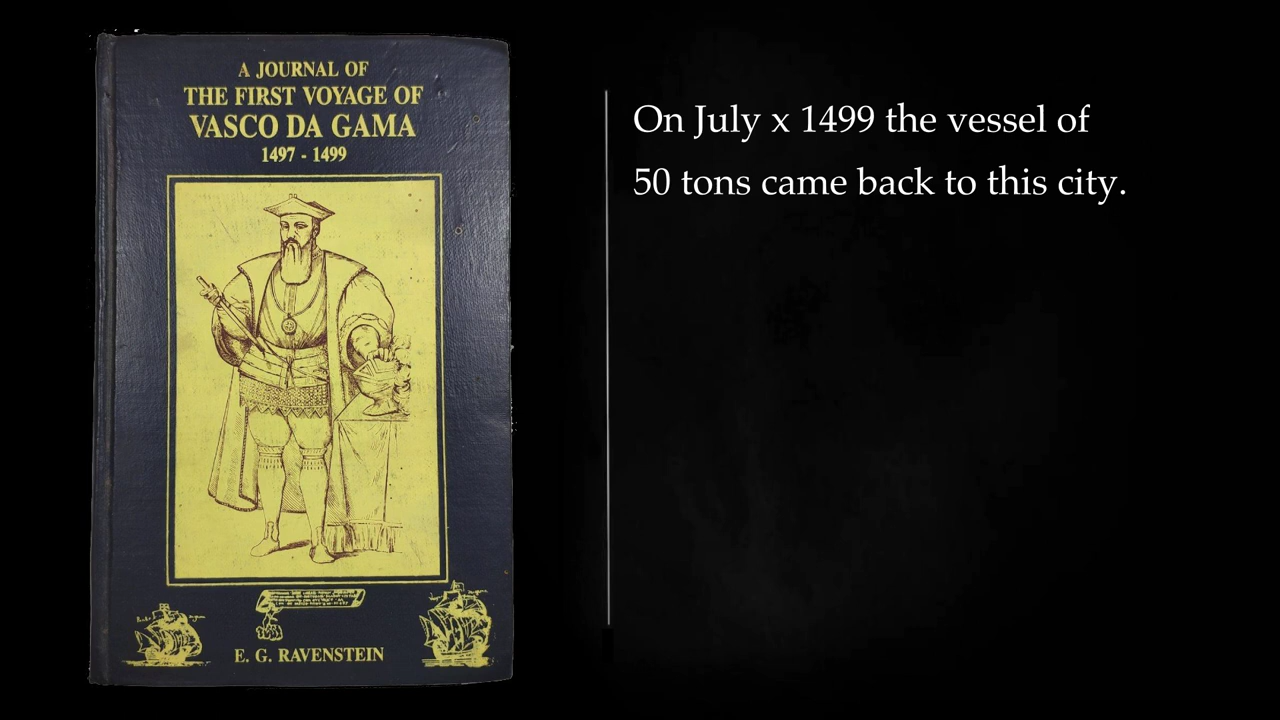 A JOURNAL OF
THE FIRST VOYAGE OF
VASCO DA GAMA
1497 - 1499
E. G. RAVENSTEIN
On July x 1499 the vessel of
50 tons came back to this city.